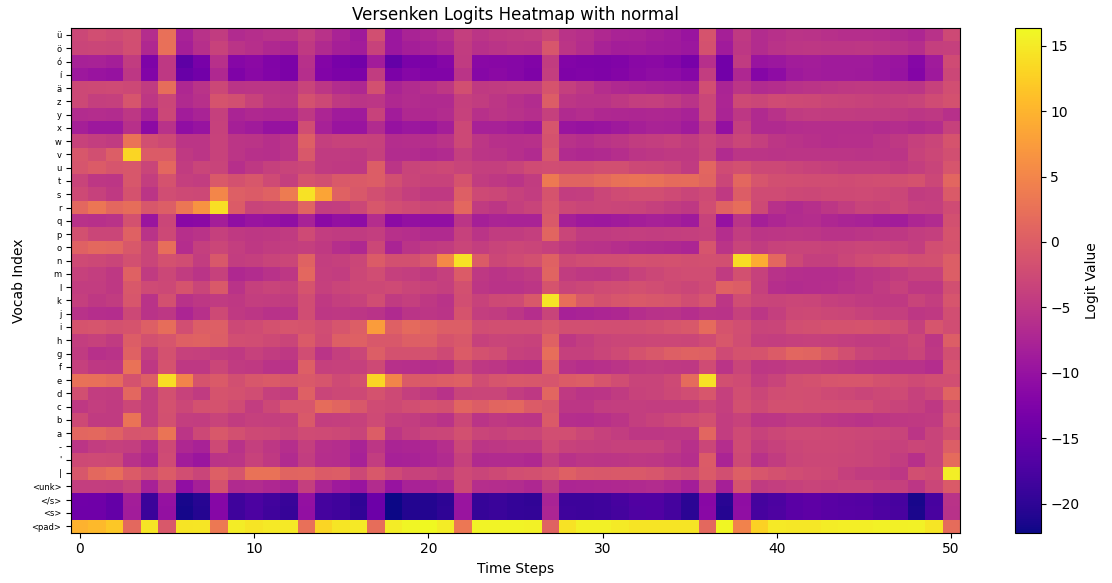 Versenken Logits Heatmap with normal
Vocab Index
ü
ö
ó
í
ä
z
y
x
w
v
u
t
s
r
q
p
o
n
m
l
k
j
i
h
g
f
e
d
c
b
a
-
'
|
<unk>
</s>
<s>
<pad>
0 10 20 30 40 50
Time Steps
15
10
5
0
−5
−10
−15
−20
Logit Value